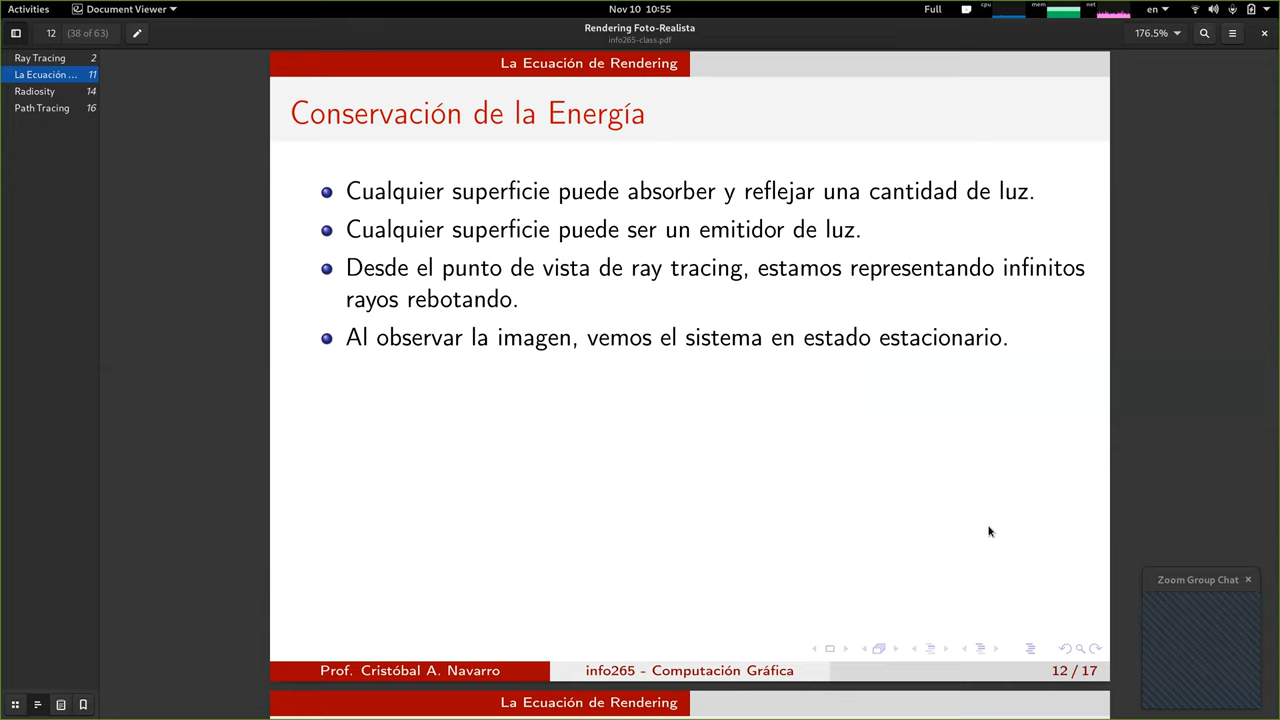 Activities
Document Viewer
Nov 10 10:55
Full
cpu
mem
net
en
12
(38 of 63)
Rendering Foto-Realista
info265-class.pdf
176.5%
Ray Tracing 2
La Ecuación ... 11
Radiosity 14
Path Tracing 16
La Ecuación de Rendering
Conservación de la Energía
Cualquier superficie puede absorber y reflejar una cantidad de luz.
Cualquier superficie puede ser un emitidor de luz.
Desde el punto de vista de ray tracing, estamos representando infinitos
rayos rebotando.
Al observar la imagen, vemos el sistema en estado estacionario.
Zoom Group Chat
Prof. Cristóbal A. Navarro
info265 - Computación Gráfica
12 / 17
La Ecuación de Rendering